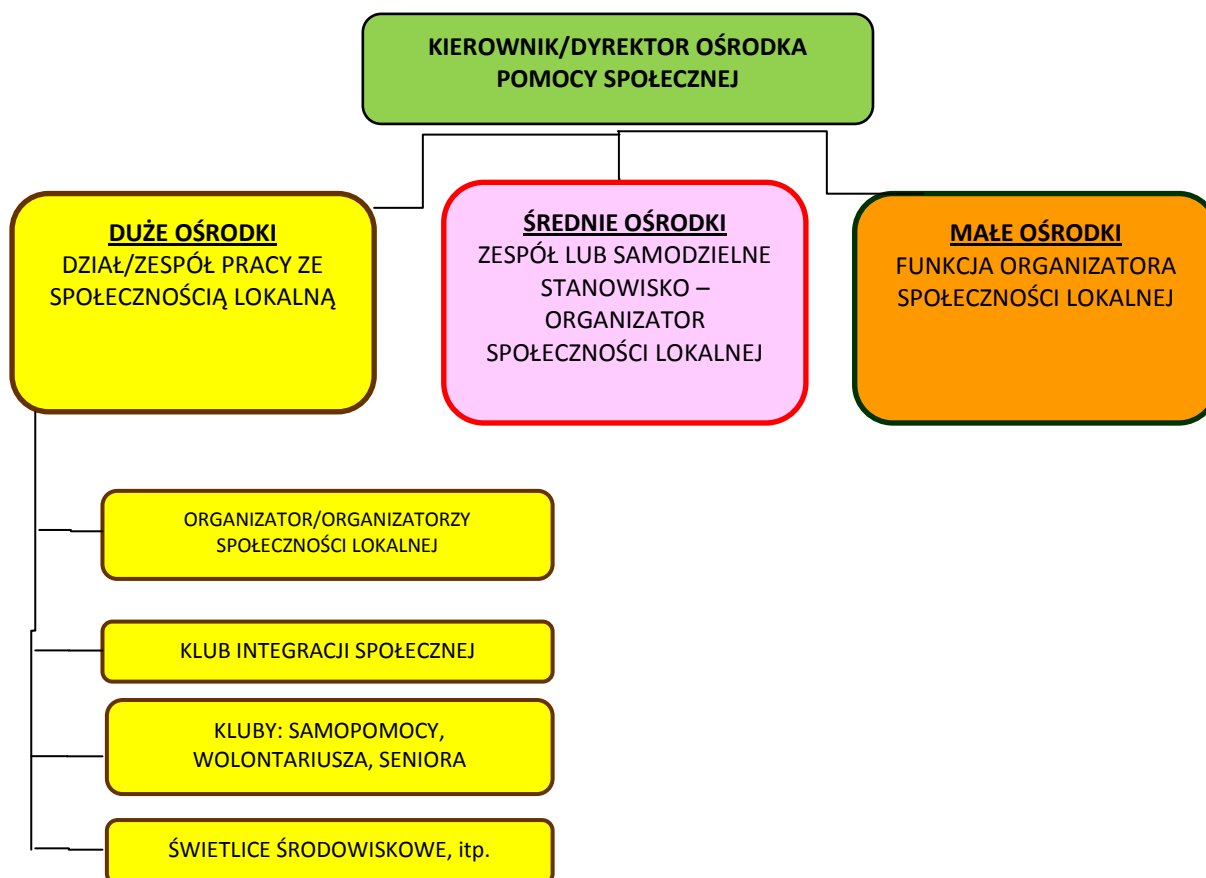 KIEROWNIK/DYREKTOR OŚRODKA
POMOCY SPOŁECZNEJ
DUŻE OŚRODKI
DZIAŁ/ZESPÓŁ PRACY ZE
SPOŁECZNOŚCIĄ LOKALNĄ
ŚREDNIE OŚRODKI
ZESPÓŁ LUB SAMODZIELNE
STANOWISKO –
ORGANIZATOR
SPOŁECZNOŚCI LOKALNEJ
MAŁE OŚRODKI
FUNKCJA ORGANIZATORA
SPOŁECZNOŚCI LOKALNEJ
ORGANIZATOR/ORGANIZATORZY
SPOŁECZNOŚCI LOKALNEJ
KLUB INTEGRACJI SPOŁECZNEJ
KLUBY: SAMOPOMOCY,
WOLONTARIUSZA, SENIORA
ŚWIETLICE ŚRODOWISKOWE, itp.